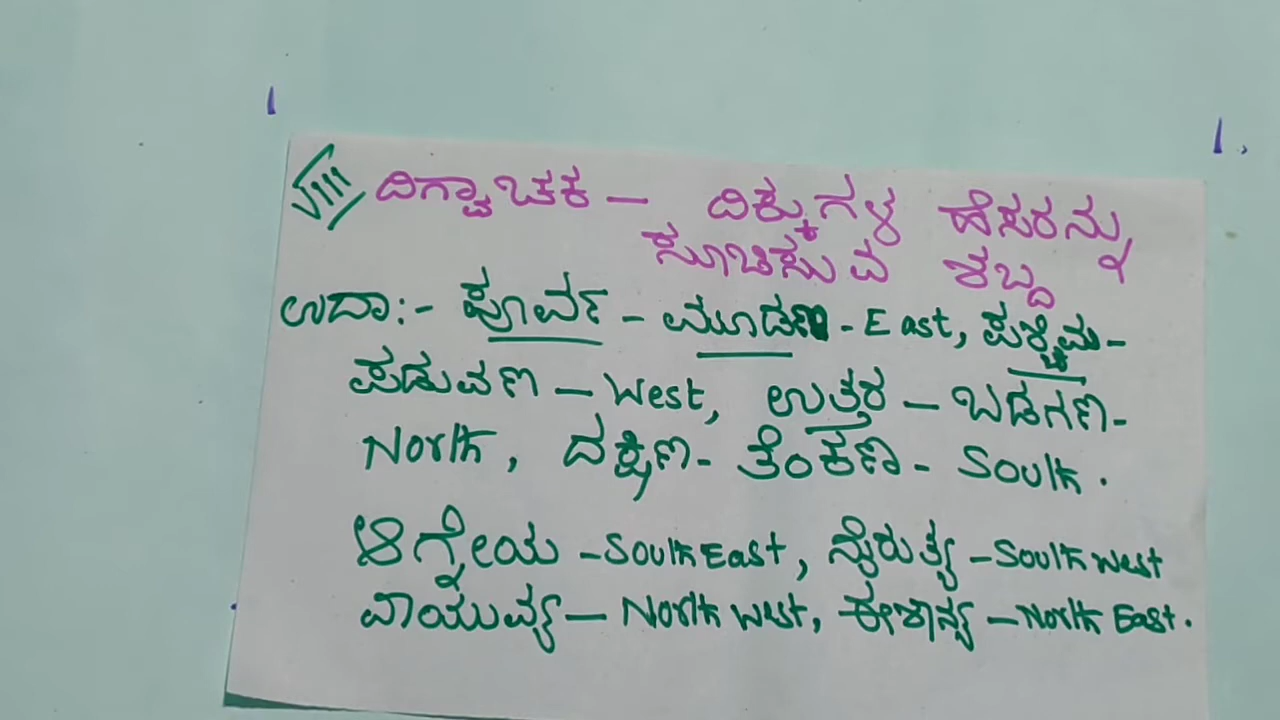 VIII ದಿಗ್ವಾಚಕ – ದಿಕ್ಕುಗಳ ಹೆಸರನ್ನು
ಸೂಚಿಸುವ ಶಬ್ದ
ಉದಾ:- ಪೂರ್ವ - ಮೂಡಣ - East, ಪಶ್ಚಿಮ -
ಪಡುವಣ – West, ಉತ್ತರ – ಬಡಗಣ -
North, ದಕ್ಷಿಣ - ತೆಂಕಣ - South.
ಆಗ್ನೇಯ - South East, ನೈರುತ್ಯ - South West
ವಾಯುವ್ಯ – North West, ಈಶಾನ್ಯ – North East.